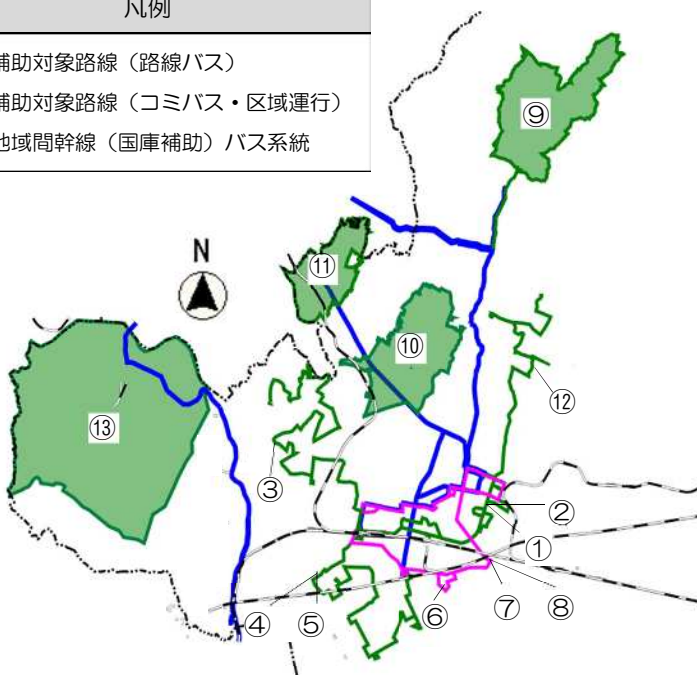 凡例
補助対象路線（路線バス）
補助対象路線（コミバス・区域運行）
地域間幹線（国庫補助）バス系統
⑨
N
⑪
⑩
⑫
⑬
③
②
①
④
⑤
⑥
⑦
⑧